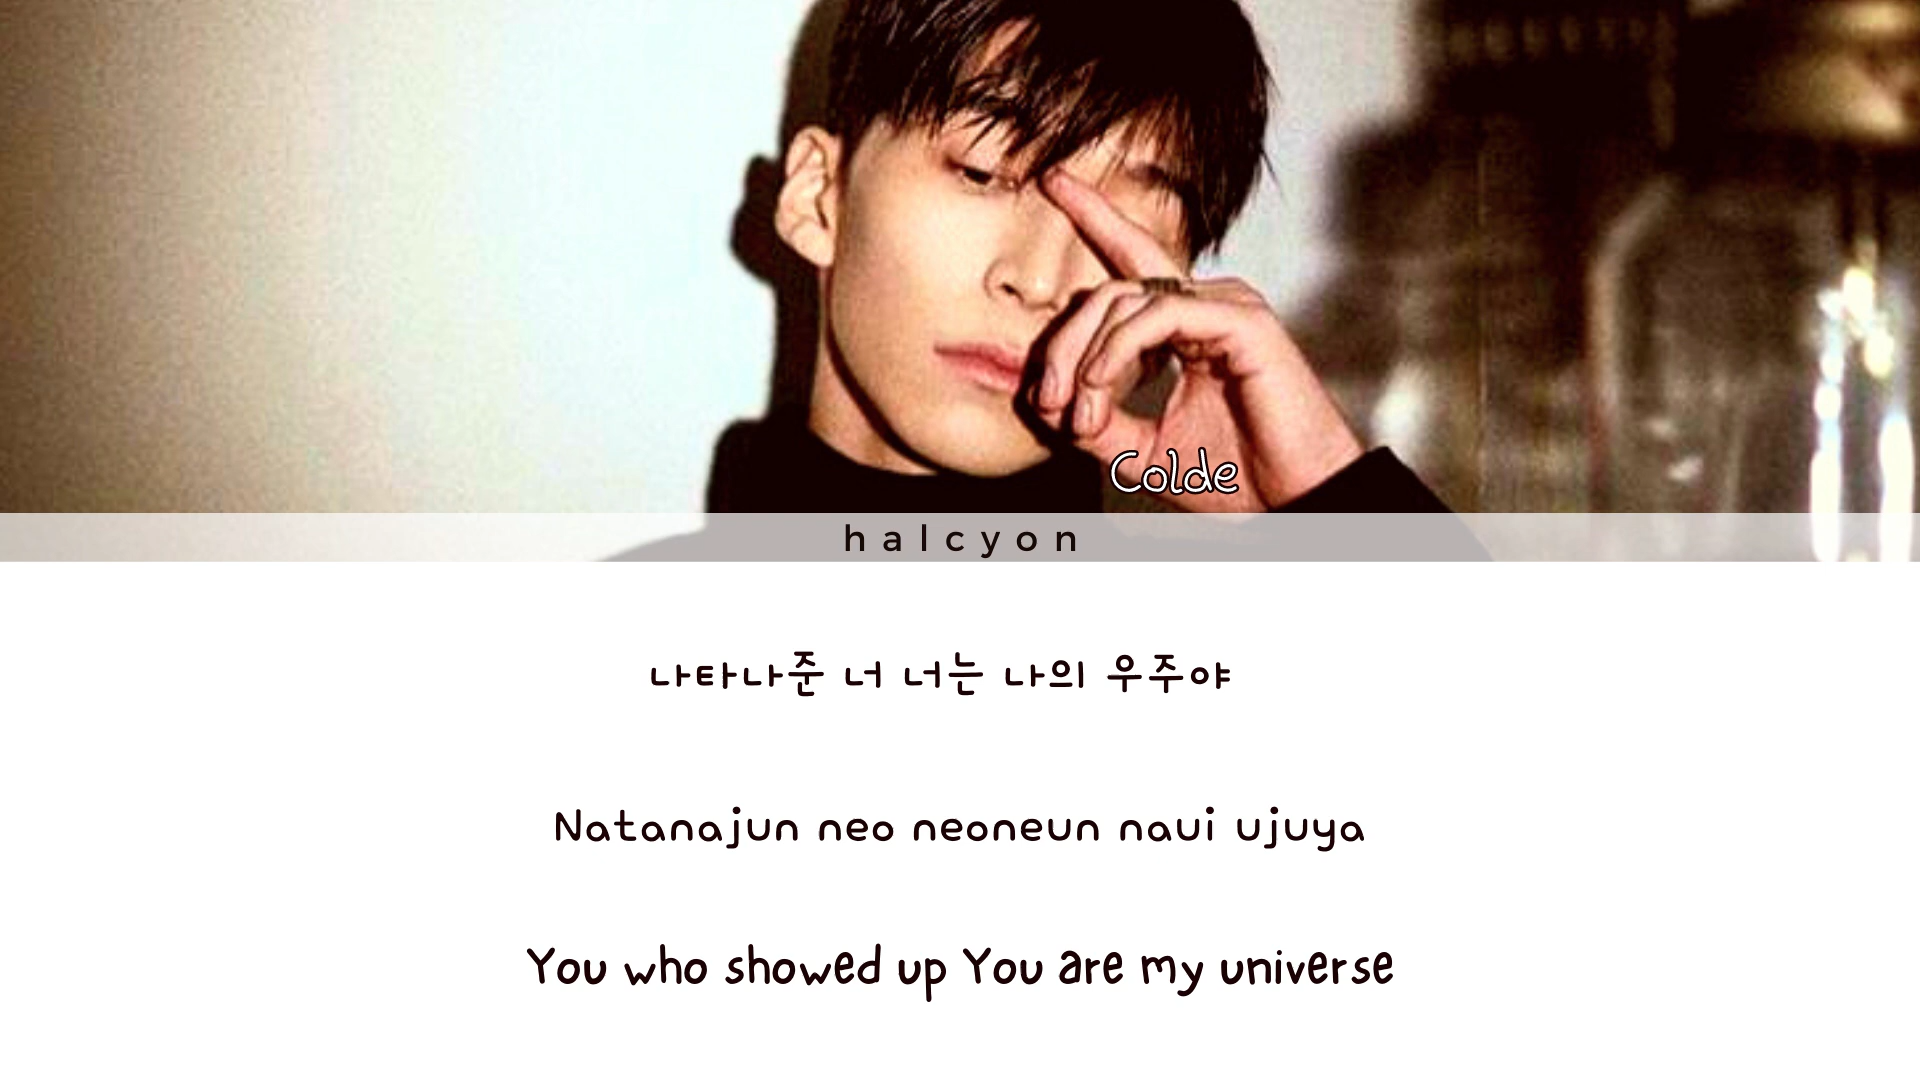 Colde
halcyon
나타나준 너 너는 나의 우주야
Natanajun neo neoneun naui ujuya
You who showed up You are my universe